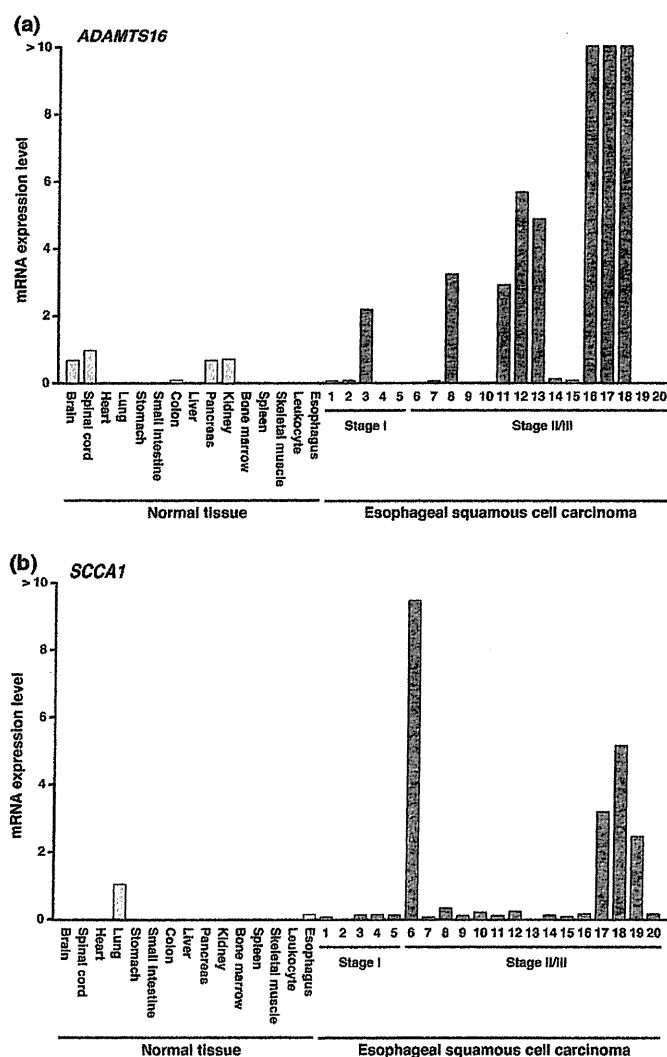 (a)
ADAMTS16
> 10
8
6
4
2
0
mRNA expression level
Brain
Spinal cord
Heart
Lung
Stomach
Small Intestine
Colon
Liver
Pancreas
Kidney
Bone marrow
Spleen
Skeletal muscle
Leukocyte
Esophagus
1 2 3 4 5 6 7 8 9 10 11 12 13 14 15 16 17 18 19 20
Stage I
Stage II/III
Normal tissue
Esophageal squamous cell carcinoma
(b)
SCCA1
> 10
8
6
4
2
0
mRNA expression level
Brain
Spinal cord
Heart
Lung
Stomach
Small Intestine
Colon
Liver
Pancreas
Kidney
Bone marrow
Spleen
Skeletal muscle
Leukocyte
Esophagus
1 2 3 4 5 6 7 8 9 10 11 12 13 14 15 16 17 18 19 20
Stage I
Stage II/III
Normal tissue
Esophageal squamous cell carcinoma